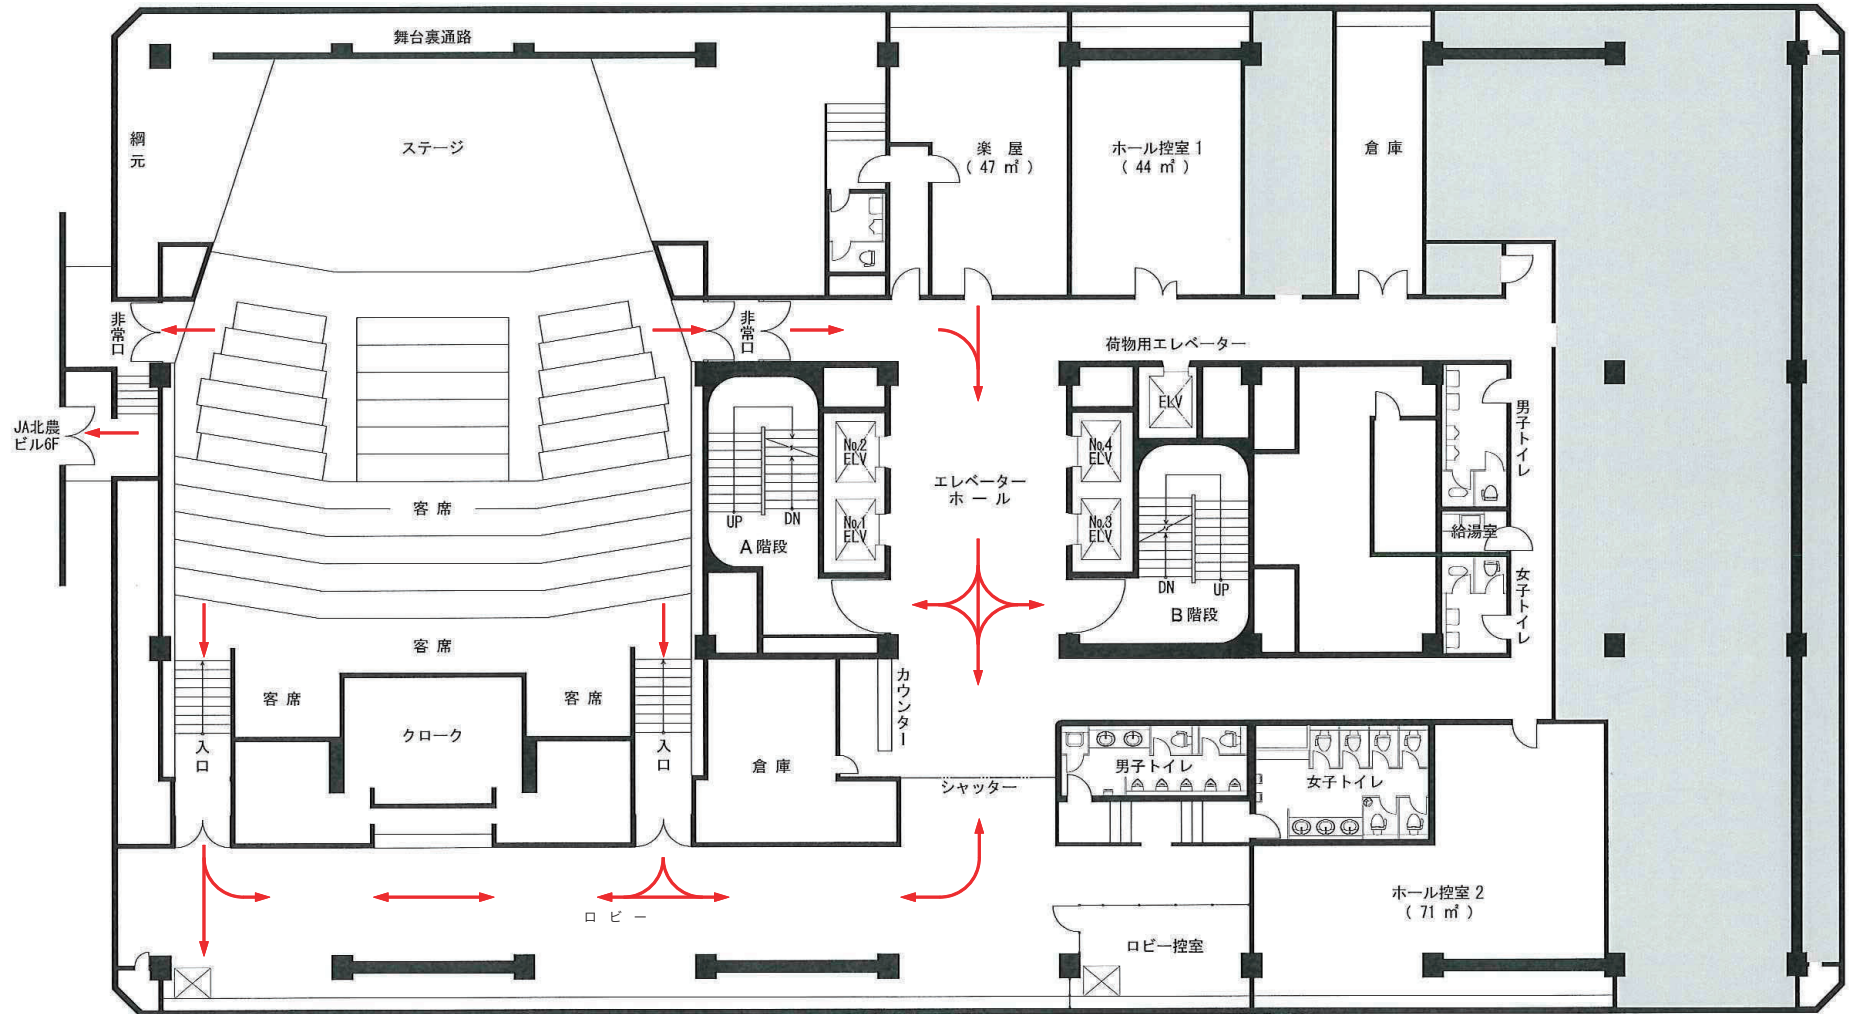 舞台裏通路
綱元
ステージ
楽屋
(47㎡)
ホール控室1
(44㎡)
倉庫
非常口
非常口
荷物用エレベーター
ELV
JA北農
ビル6F
No.2
ELV
No.1
ELV
No.4
ELV
No.3
ELV
エレベーター
ホール
UP
DN
A階段
DN
UP
B階段
男子トイレ
給湯室
女子トイレ
客席
客席
客席
客席
クローク
入口
入口
倉庫
カウンター
シャッター
男子トイレ
女子トイレ
ロビー
ロビー控室
ホール控室2
(71㎡)